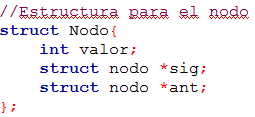 //Estructura para el nodo
struct Nodo{
    int valor;
    struct nodo *sig;
    struct nodo *ant;
};